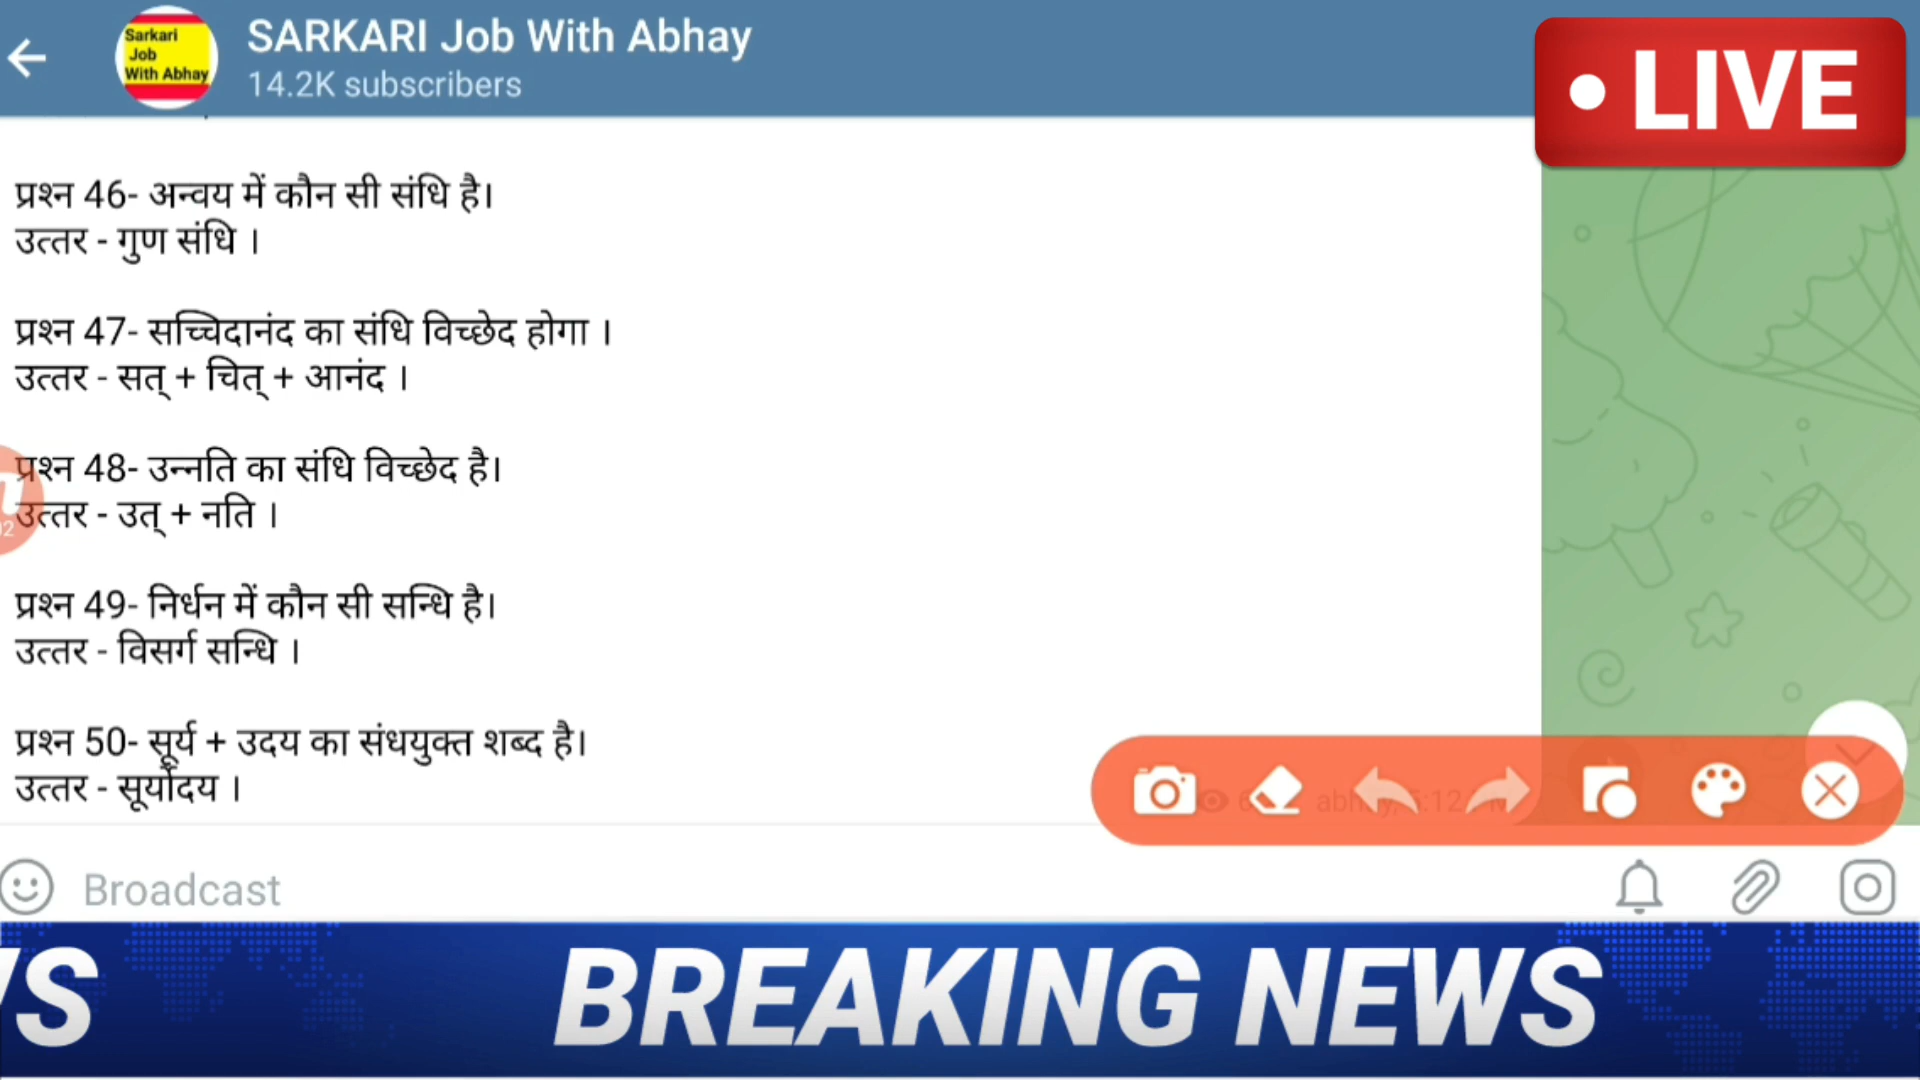 Sarkari
Job
With Abhay
SARKARI Job With Abhay
14.2K subscribers
• LIVE
प्रश्न 46- अन्वय में कौन सी संधि है।
उत्तर - गुण संधि ।
प्रश्न 47- सच्चिदानंद का संधि विच्छेद होगा ।
उत्तर - सत् + चित् + आनंद ।
प्रश्न 48- उन्नति का संधि विच्छेद है।
उत्तर - उत् + नति ।
प्रश्न 49- निर्धन में कौन सी सन्धि है।
उत्तर - विसर्ग सन्धि ।
प्रश्न 50- सूर्य + उदय का संधयुक्त शब्द है।
उत्तर - सूर्योदय ।
Broadcast
BREAKING NEWS